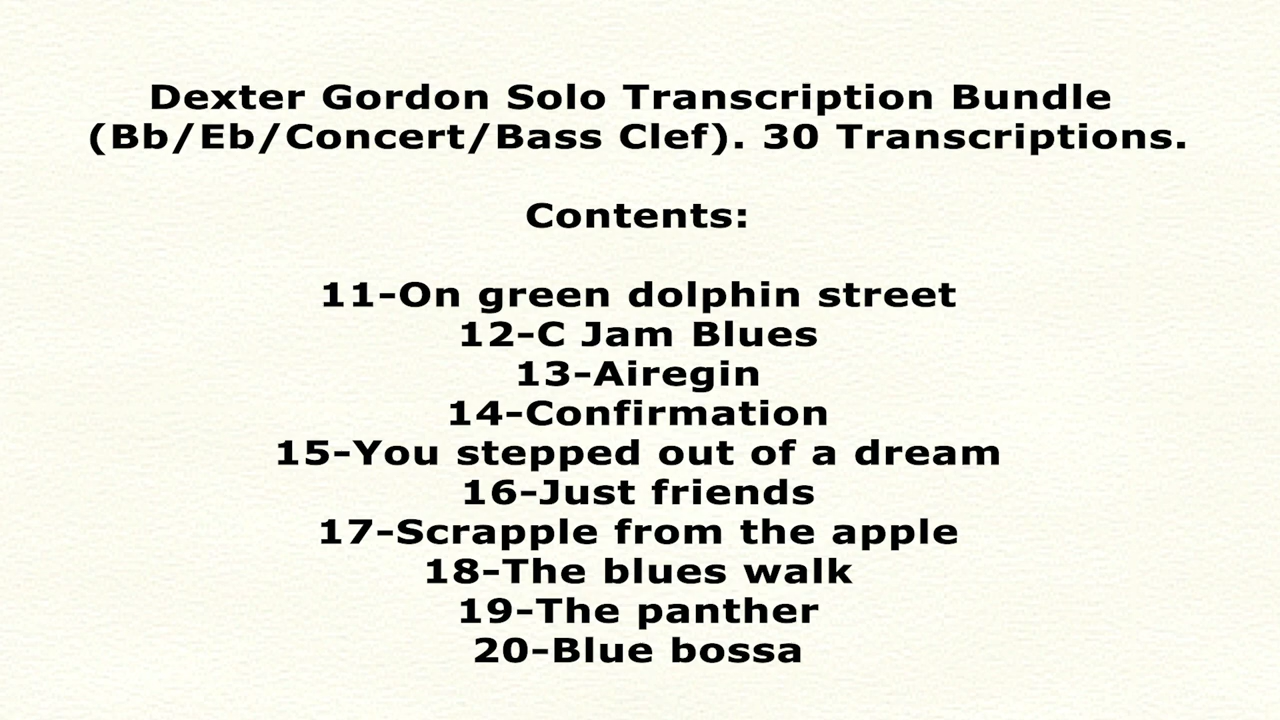 Dexter Gordon Solo Transcription Bundle
(Bb/Eb/Concert/Bass Clef). 30 Transcriptions.
Contents:
11-On green dolphin street
12-C Jam Blues
13-Airegin
14-Confirmation
15-You stepped out of a dream
16-Just friends
17-Scrapple from the apple
18-The blues walk
19-The panther
20-Blue bossa